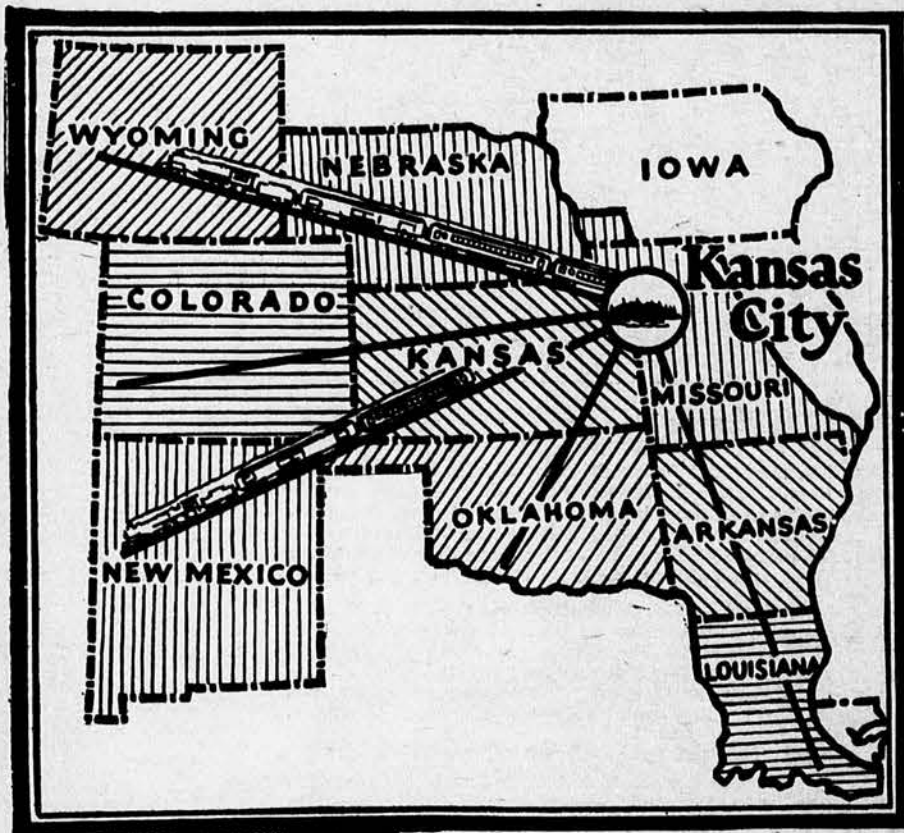 WYOMING
NEBRASKA
IOWA
Kansas
City
COLORADO
KANSAS
MISSOURI
OKLAHOMA
ARKANSAS
NEW MEXICO
LOUISIANA